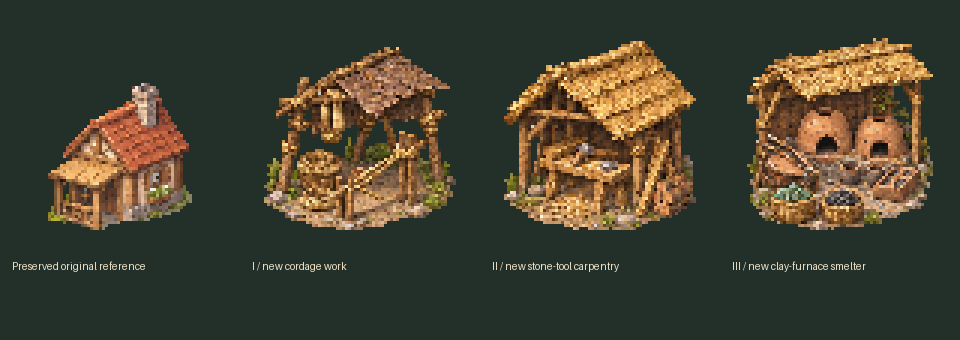 Preserved original reference
I / new cordage work
II / new stone-tool carpentry
III / new clay-furnace smelter